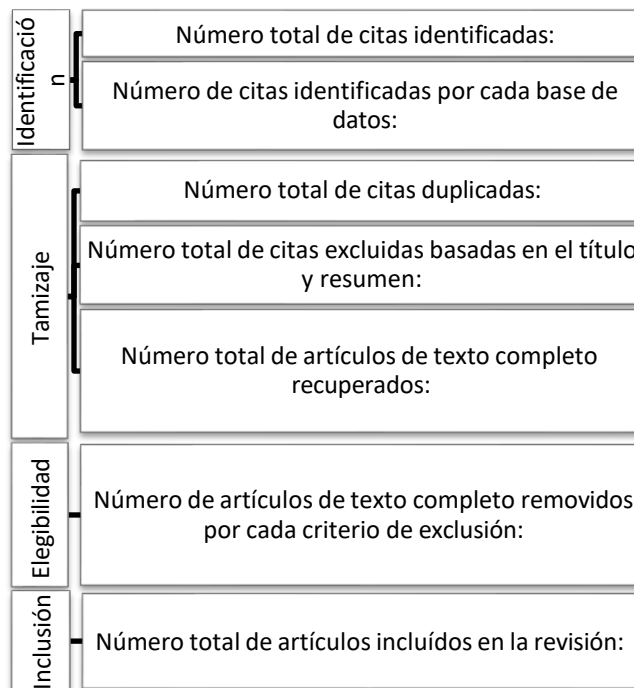 Identificació
n
Número total de citas identificadas:
Número de citas identificadas por cada base de
datos:
Tamizaje
Número total de citas duplicadas:
Número total de citas excluidas basadas en el título
y resumen:
Número total de artículos de texto completo
recuperados:
Elegibilidad
Número de artículos de texto completo removidos
por cada criterio de exclusión:
Inclusión
Número total de artículos incluídos en la revisión: